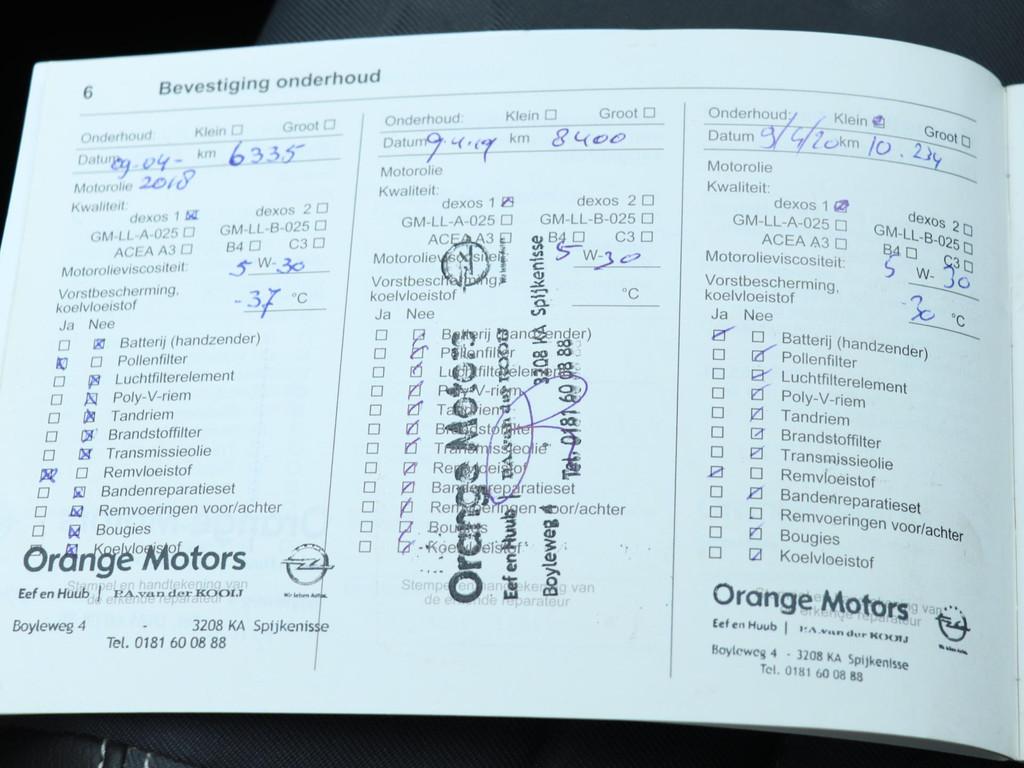 6 Bevestiging onderhoud
Onderhoud: Klein ☐ Groot ☐
Datum 09-04- km 6335
Motorolie 2018
Kwaliteit:
dexos 1 ☒ dexos 2 ☐
GM-LL-A-025 ☐ GM-LL-B-025 ☐
ACEA A3 ☐ B4 ☐ C3 ☐
Motorolieviscositeit: 5 W-30
Vorstbescherming,
koelvloeistof -37 °C
Ja Nee
☐ ☒ Batterij (handzender)
☒ ☐ Pollenfilter
☐ ☒ Luchtfilterelement
☐ ☒ Poly-V-riem
☐ ☒ Tandriem
☐ ☒ Brandstoffilter
☐ ☒ Transmissieolie
☒ ☐ Remvloeistof
☐ ☒ Bandenreparatieset
☐ ☒ Remvoeringen voor/achter
☐ ☒ Bougies
☐ ☒ Koelvloeistof
Stempel en handtekening van
de erkende reparateur
Orange Motors
Eef en Huub | P.A. van der KOOIJ
Boyleweg 4 3208 KA Spijkenisse
Tel. 0181 60 08 88
Onderhoud: Klein ☐ Groot ☐
Datum 9.4.19 km 8400
Motorolie
Kwaliteit:
dexos 1 ☑ dexos 2 ☐
GM-LL-A-025 ☐ GM-LL-B-025 ☐
ACEA A3 ☐ B4 ☐ C3 ☐
Motorolieviscositeit: 5 W-30
Vorstbescherming,
koelvloeistof °C
Ja Nee
☐ ☑ Batterij (handzender)
☐ ☑ Pollenfilter
☐ ☑ Luchtfilterelement
☐ ☑ Poly-V-riem
☐ ☑ Tandriem
☐ ☑ Brandstoffilter
☐ ☑ Transmissieolie
☐ ☑ Remvloeistof
☐ ☑ Bandenreparatieset
☐ ☑ Remvoeringen voor/achter
☐ ☑ Bougies
☐ ☑ Koelvloeistof
Stempel en handtekening van
de erkende reparateur
Orange Motors
Eef en Huub | P.A. van der KOOIJ
Boyleweg 4 3208 KA Spijkenisse
Tel. 0181 60 08 88
Onderhoud: Klein ☑ Groot ☐
Datum 9/4/20 km 10.234
Motorolie
Kwaliteit:
dexos 1 ☑ dexos 2 ☐
GM-LL-A-025 ☐ GM-LL-B-025 ☐
ACEA A3 ☐ B4 ☐ C3 ☐
Motorolieviscositeit: 5 W-30
Vorstbescherming,
koelvloeistof -30 °C
Ja Nee
☑ ☐ Batterij (handzender)
☐ ☑ Pollenfilter
☐ ☑ Luchtfilterelement
☐ ☑ Poly-V-riem
☐ ☑ Tandriem
☐ ☑ Brandstoffilter
☐ ☑ Transmissieolie
☑ ☐ Remvloeistof
☐ ☑ Bandenreparatieset
☐ ☐ Remvoeringen voor/achter
☐ ☑ Bougies
☐ ☑ Koelvloeistof
Orange Motors
Eef en Huub | P.A. van der KOOIJ
Boyleweg 4 - 3208 KA Spijkenisse
Tel. 0181 60 08 88